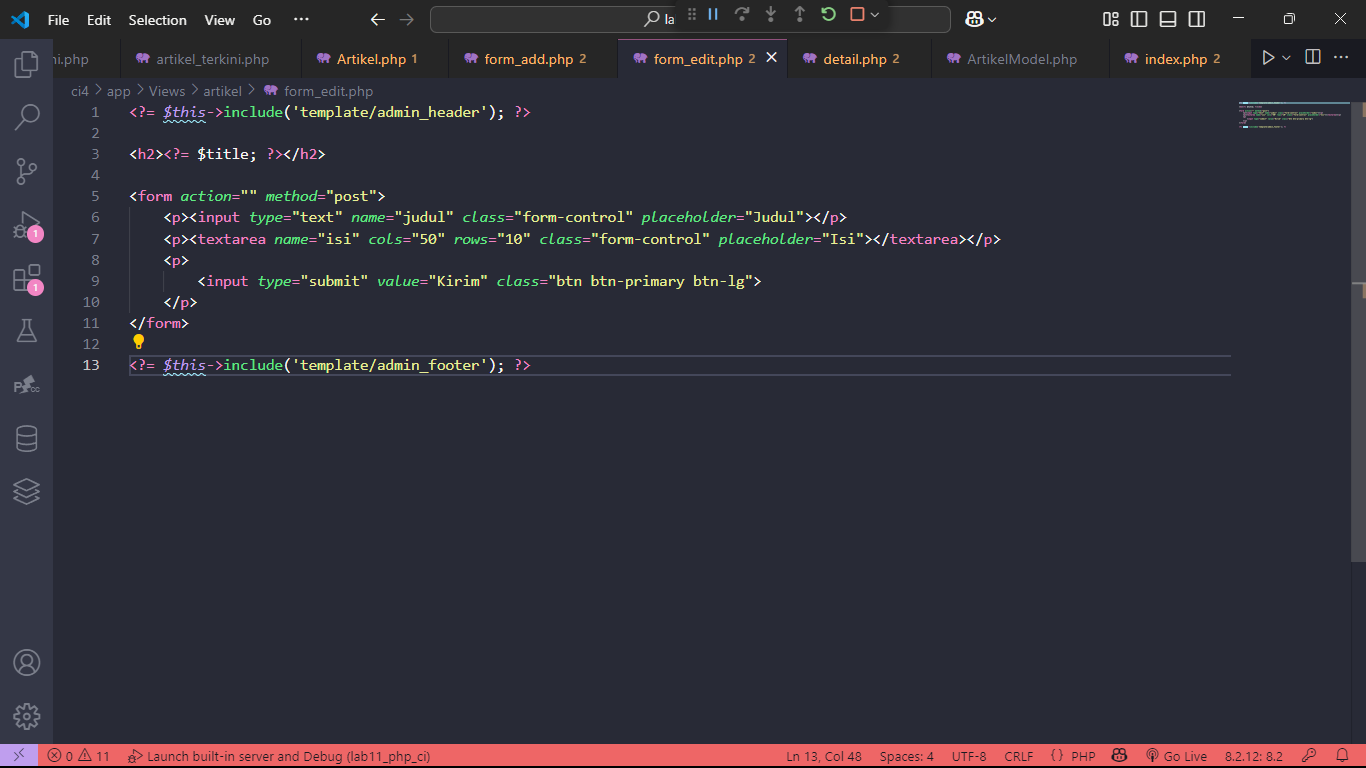 File Edit Selection View Go ··· la
ni.php artikel_terkini.php Artikel.php 1 form_add.php 2 form_edit.php 2 detail.php 2 ArtikelModel.php index.php 2
ci4 > app > Views > artikel > form_edit.php
1 <?= $this->include('template/admin_header'); ?>
2
3 <h2><?= $title; ?></h2>
4
5 <form action="" method="post">
6 <p><input type="text" name="judul" class="form-control" placeholder="Judul"></p>
7 <p><textarea name="isi" cols="50" rows="10" class="form-control" placeholder="Isi"></textarea></p>
8 <p>
9 <input type="submit" value="Kirim" class="btn btn-primary btn-lg">
10 </p>
11 </form>
12
13 <?= $this->include('template/admin_footer'); ?>
1
1
0 11 Launch built-in server and Debug (lab11_php_ci) Ln 13, Col 48 Spaces: 4 UTF-8 CRLF {} PHP Go Live 8.2.12: 8.2